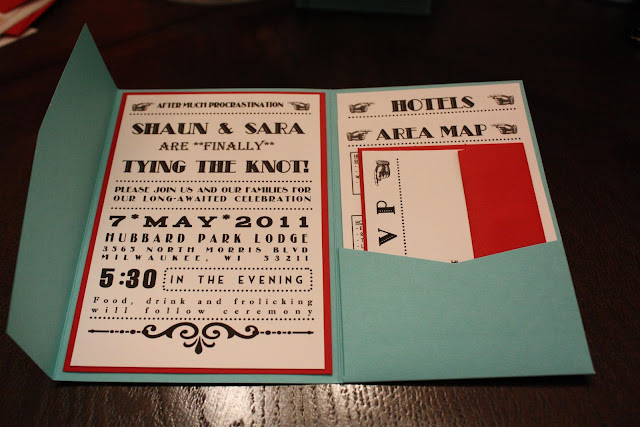 AFTER MUCH PROCRASTINATION
SHAUN & SARA
ARE **FINALLY**
TYING THE KNOT!
PLEASE JOIN US AND OUR FAMILIES FOR
OUR LONG-AWAITED CELEBRATION
7*MAY*2011
HUBBARD PARK LODGE
3565 NORTH MORRIS BLVD
MILWAUKEE, WI 53211
5:30 IN THE EVENING
Food, drink and frolicking
will follow ceremony
HOTELS
AREA MAP
VP